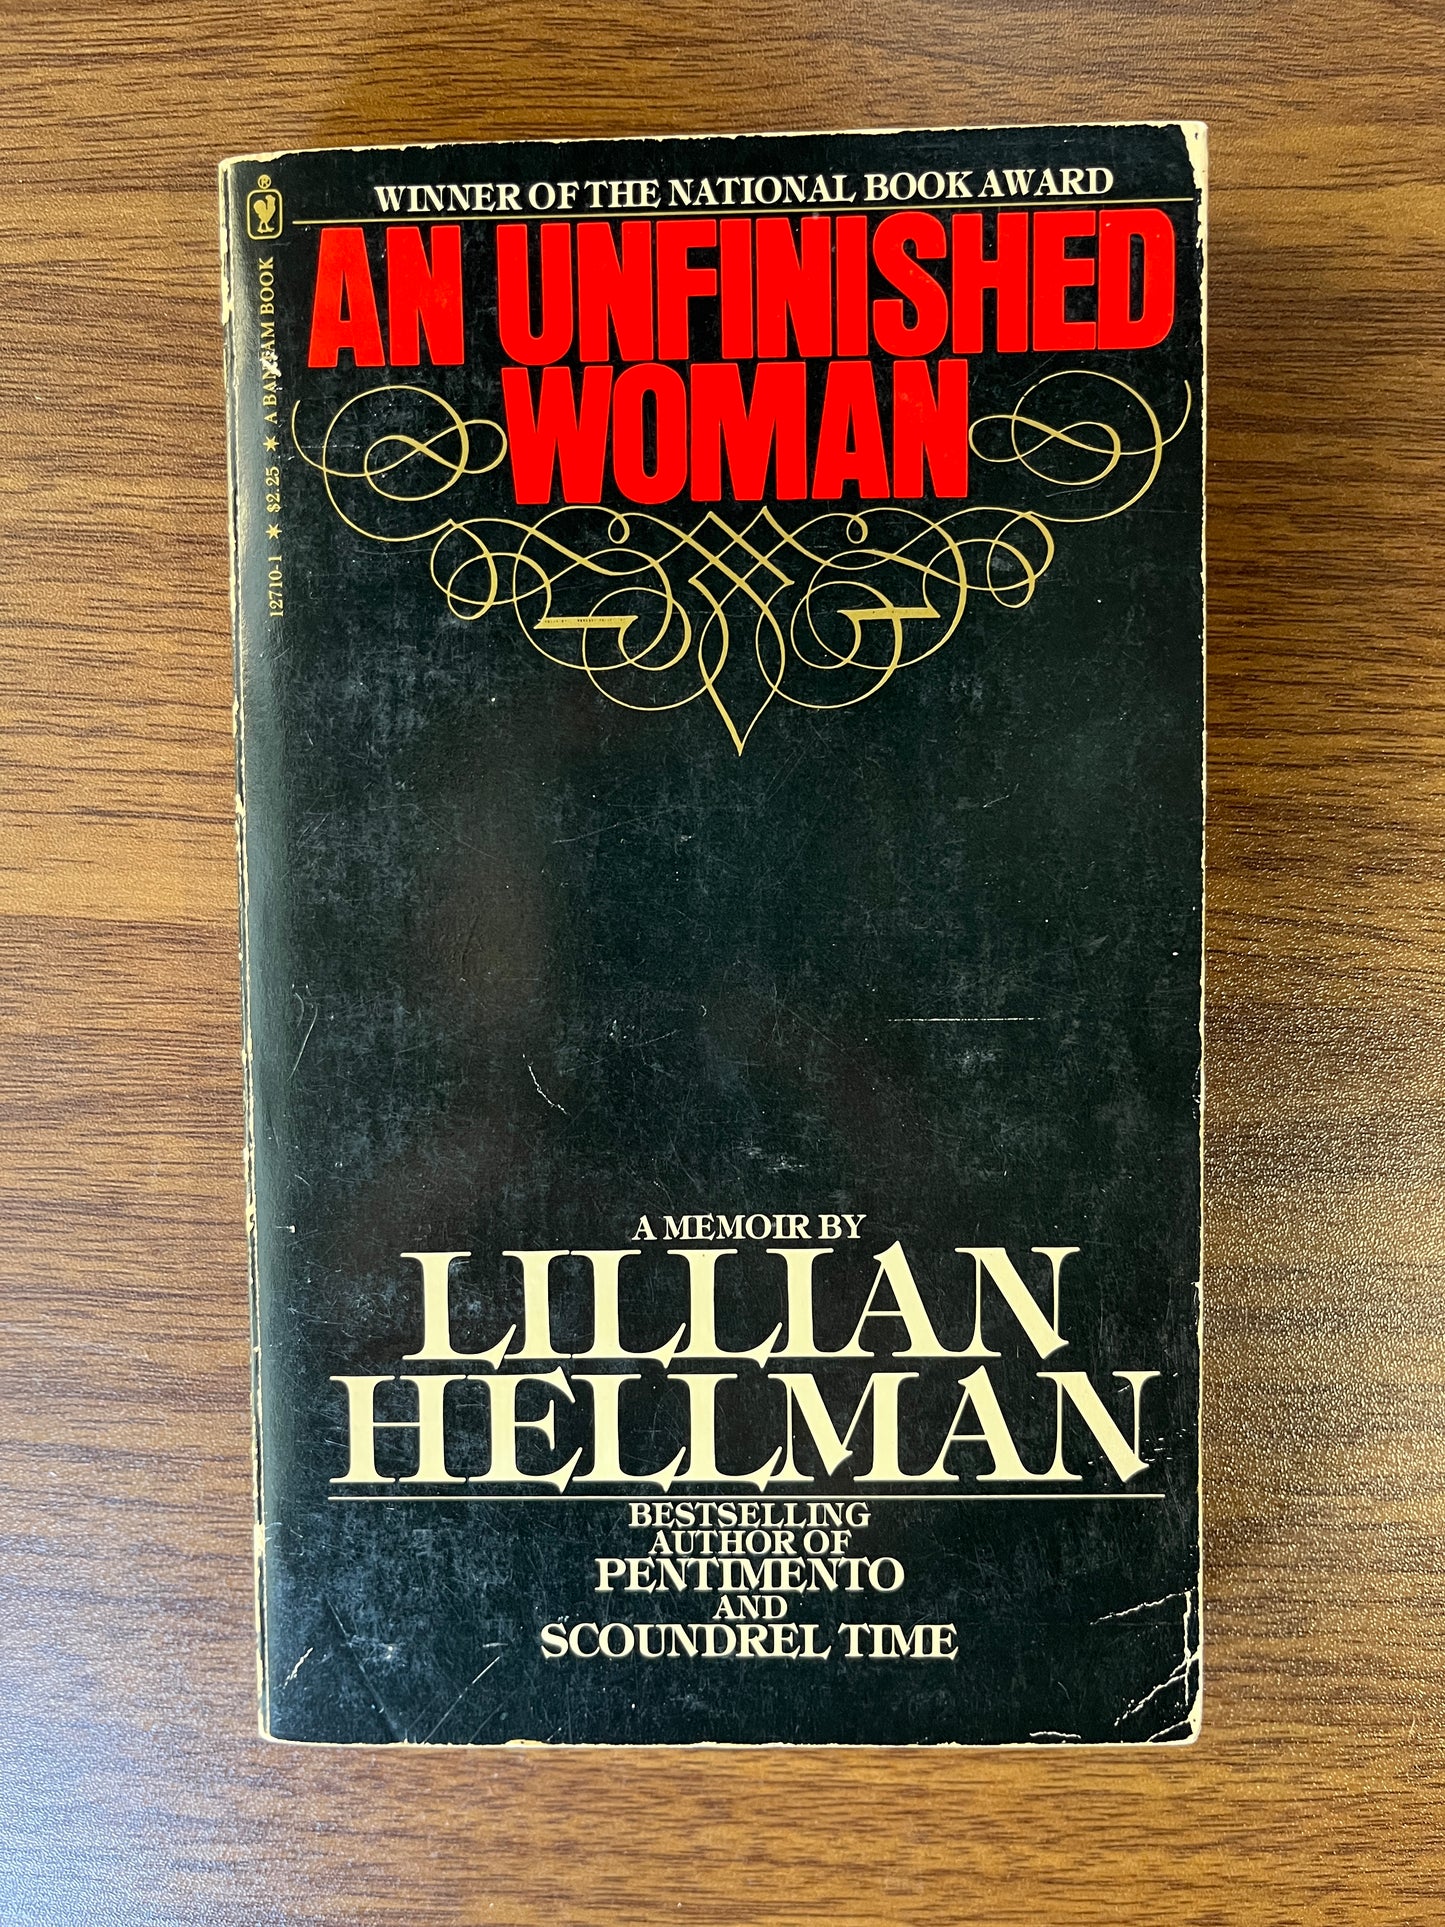 WINNER OF THE NATIONAL BOOK AWARD
AN UNFINISHED
WOMAN
A MEMOIR BY
LILLIAN
HELLMAN
BESTSELLING
AUTHOR OF
PENTIMENTO
AND
SCOUNDREL TIME
12710-1 ★ $2.25 ★ A BANTAM BOOK
®